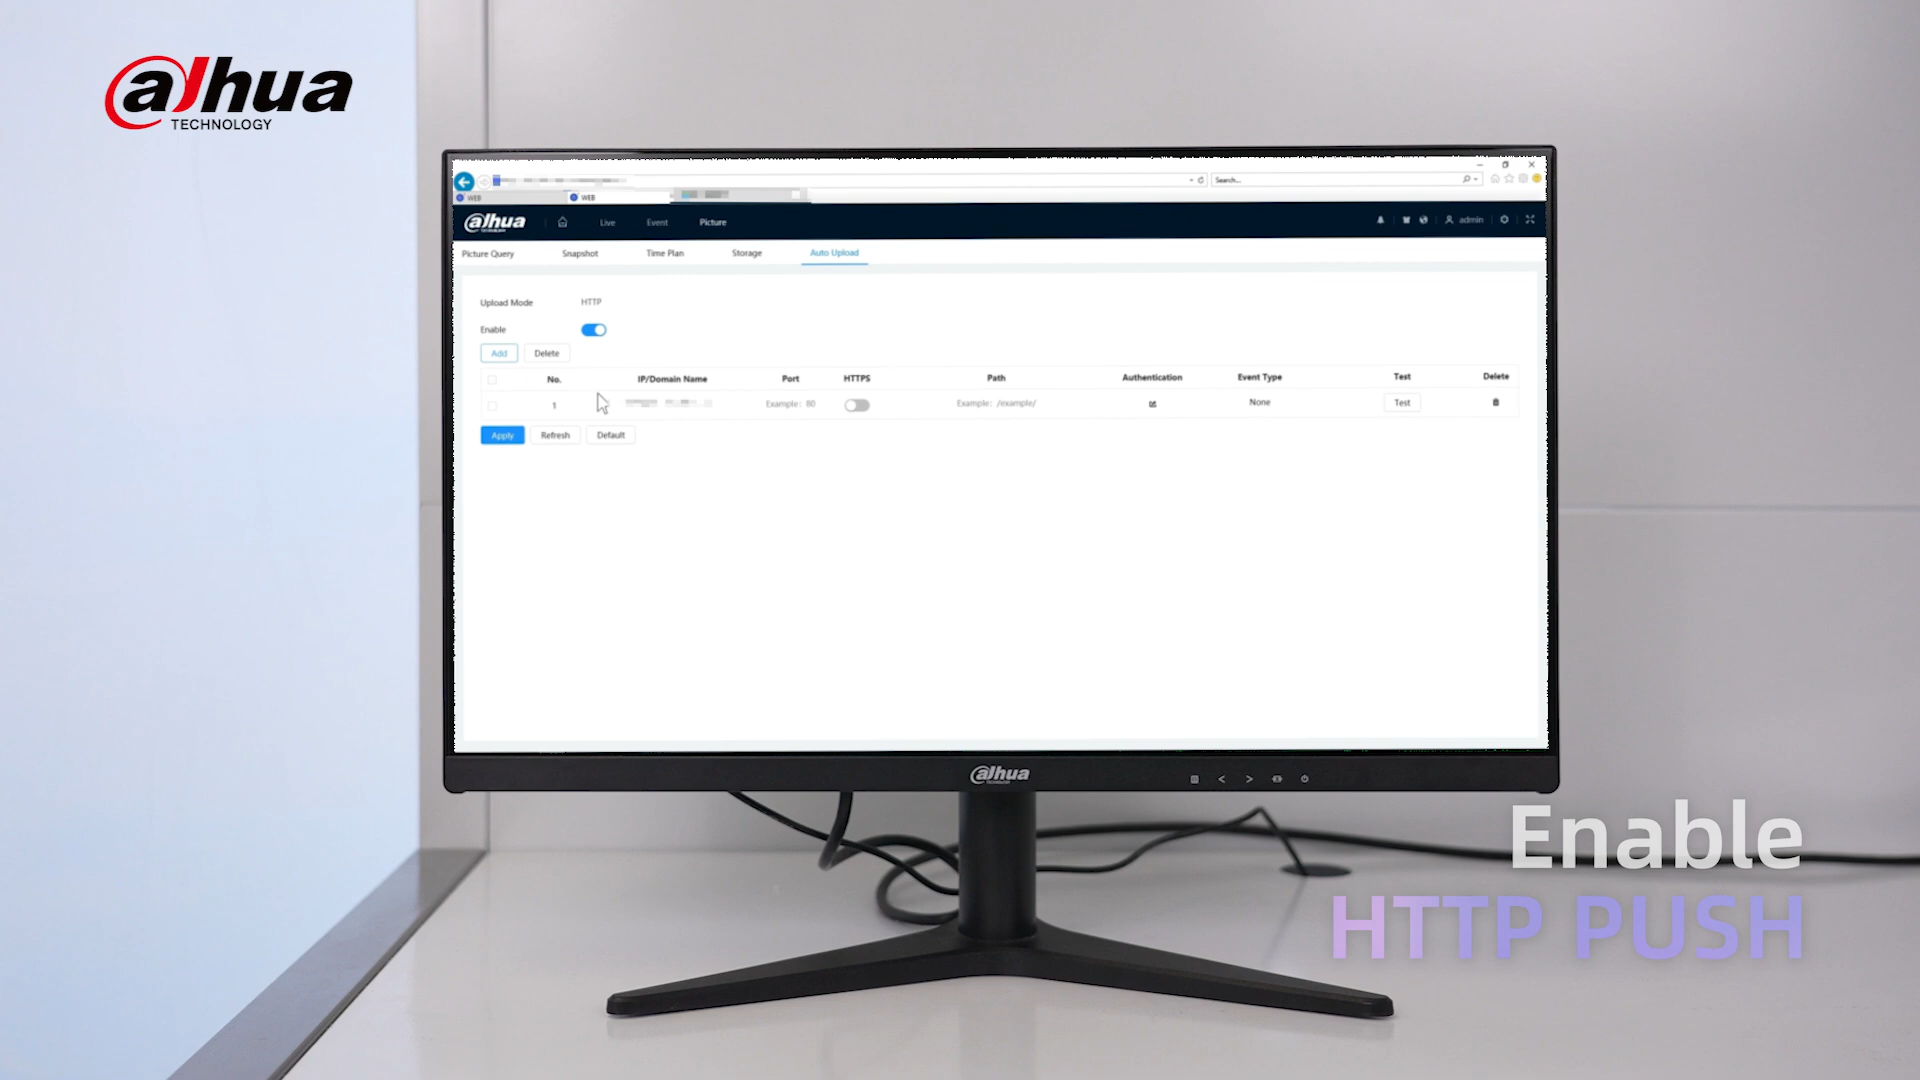 alhua
TECHNOLOGY
Search...
WEB
WEB
alhua
TECHNOLOGY
Live
Event
Picture
admin
Picture Query
Snapshot
Time Plan
Storage
Auto Upload
Upload Mode
HTTP
Enable
Add
Delete
No.
IP/Domain Name
Port
HTTPS
Path
Authentication
Event Type
Test
Delete
1
Example: 80
Example: /example/
None
Test
Apply
Refresh
Default
alhua
TECHNOLOGY
Enable
HTTP PUSH